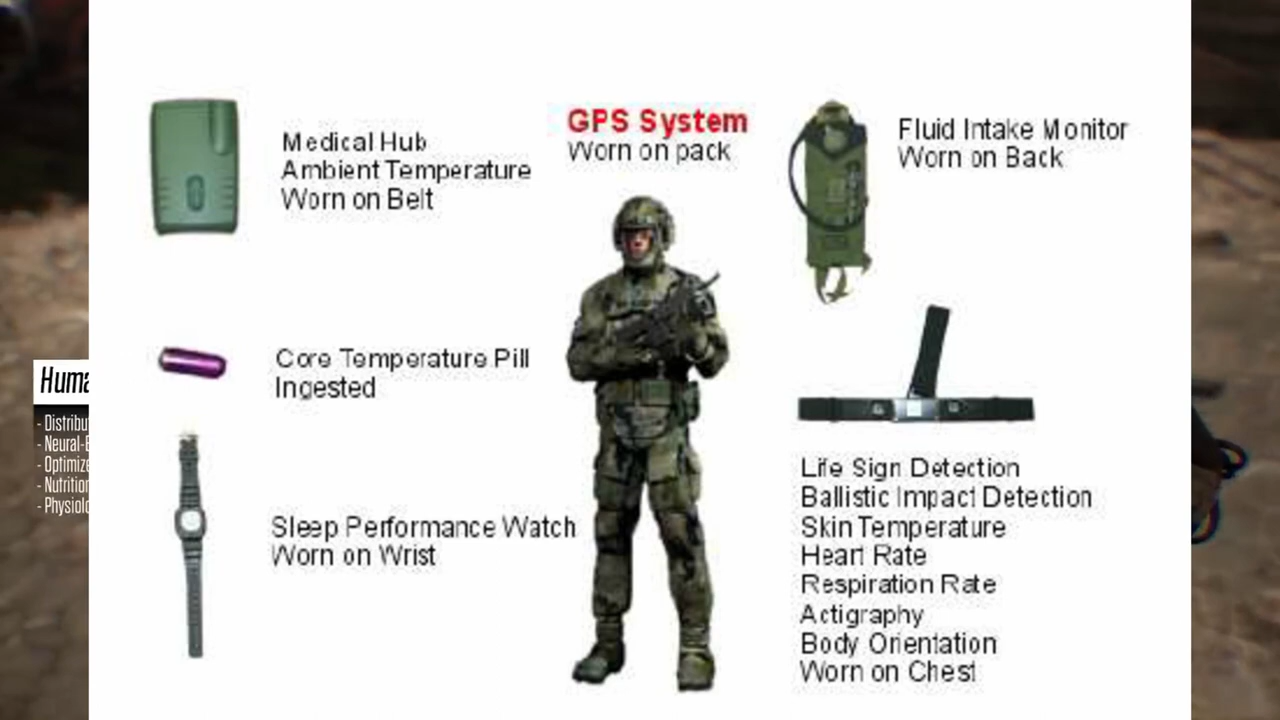 Medical Hub
Ambient Temperature
Worn on Belt
GPS System
Worn on pack
Fluid Intake Monitor
Worn on Back
Core Temperature Pill
Ingested
Sleep Performance Watch
Worn on Wrist
Life Sign Detection
Ballistic Impact Detection
Skin Temperature
Heart Rate
Respiration Rate
Actigraphy
Body Orientation
Worn on Chest